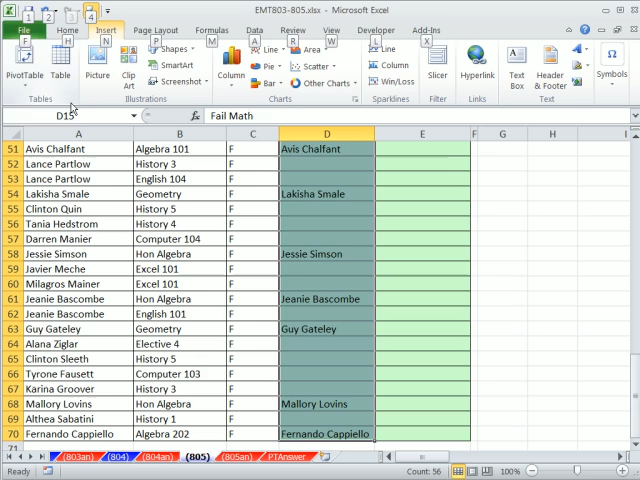 EMT803-805.xlsx - Microsoft Excel
1 2 3 4
File Home Insert Page Layout Formulas Data Review View Developer Add-Ins
F H N P M A R W L X
PivotTable Table Picture Clip Art Shapes SmartArt Screenshot Column Line Pie Bar Area Scatter Other Charts Line Column Win/Loss Slicer Hyperlink Text Box Header & Footer Symbols
Tables Illustrations Charts Sparklines Filter Links Text
D15 fx Fail Math
A B C D E F G H I
51 Avis Chalfant Algebra 101 F Avis Chalfant
52 Lance Partlow History 3 F
53 Lance Partlow English 104 F
54 Lakisha Smale Geometry F Lakisha Smale
55 Clinton Quin History 5 F
56 Tania Hedstrom History 4 F
57 Darren Manier Computer 104 F
58 Jessie Simson Hon Algebra F Jessie Simson
59 Javier Meche Excel 101 F
60 Milagros Mainer Excel 101 F
61 Jeanie Bascombe Hon Algebra F Jeanie Bascombe
62 Jeanie Bascombe English 101 F
63 Guy Gateley Geometry F Guy Gateley
64 Alana Ziglar Elective 4 F
65 Clinton Sleeth History 5 F
66 Tyrone Fausett Computer 103 F
67 Karina Groover History 3 F
68 Mallory Lovins Hon Algebra F Mallory Lovins
69 Althea Sabatini History 1 F
70 Fernando Cappiello Algebra 202 F Fernando Cappiello
71
(803an) (804) (804an) (805) (805an) PTAnswer
Ready Count: 56 100%